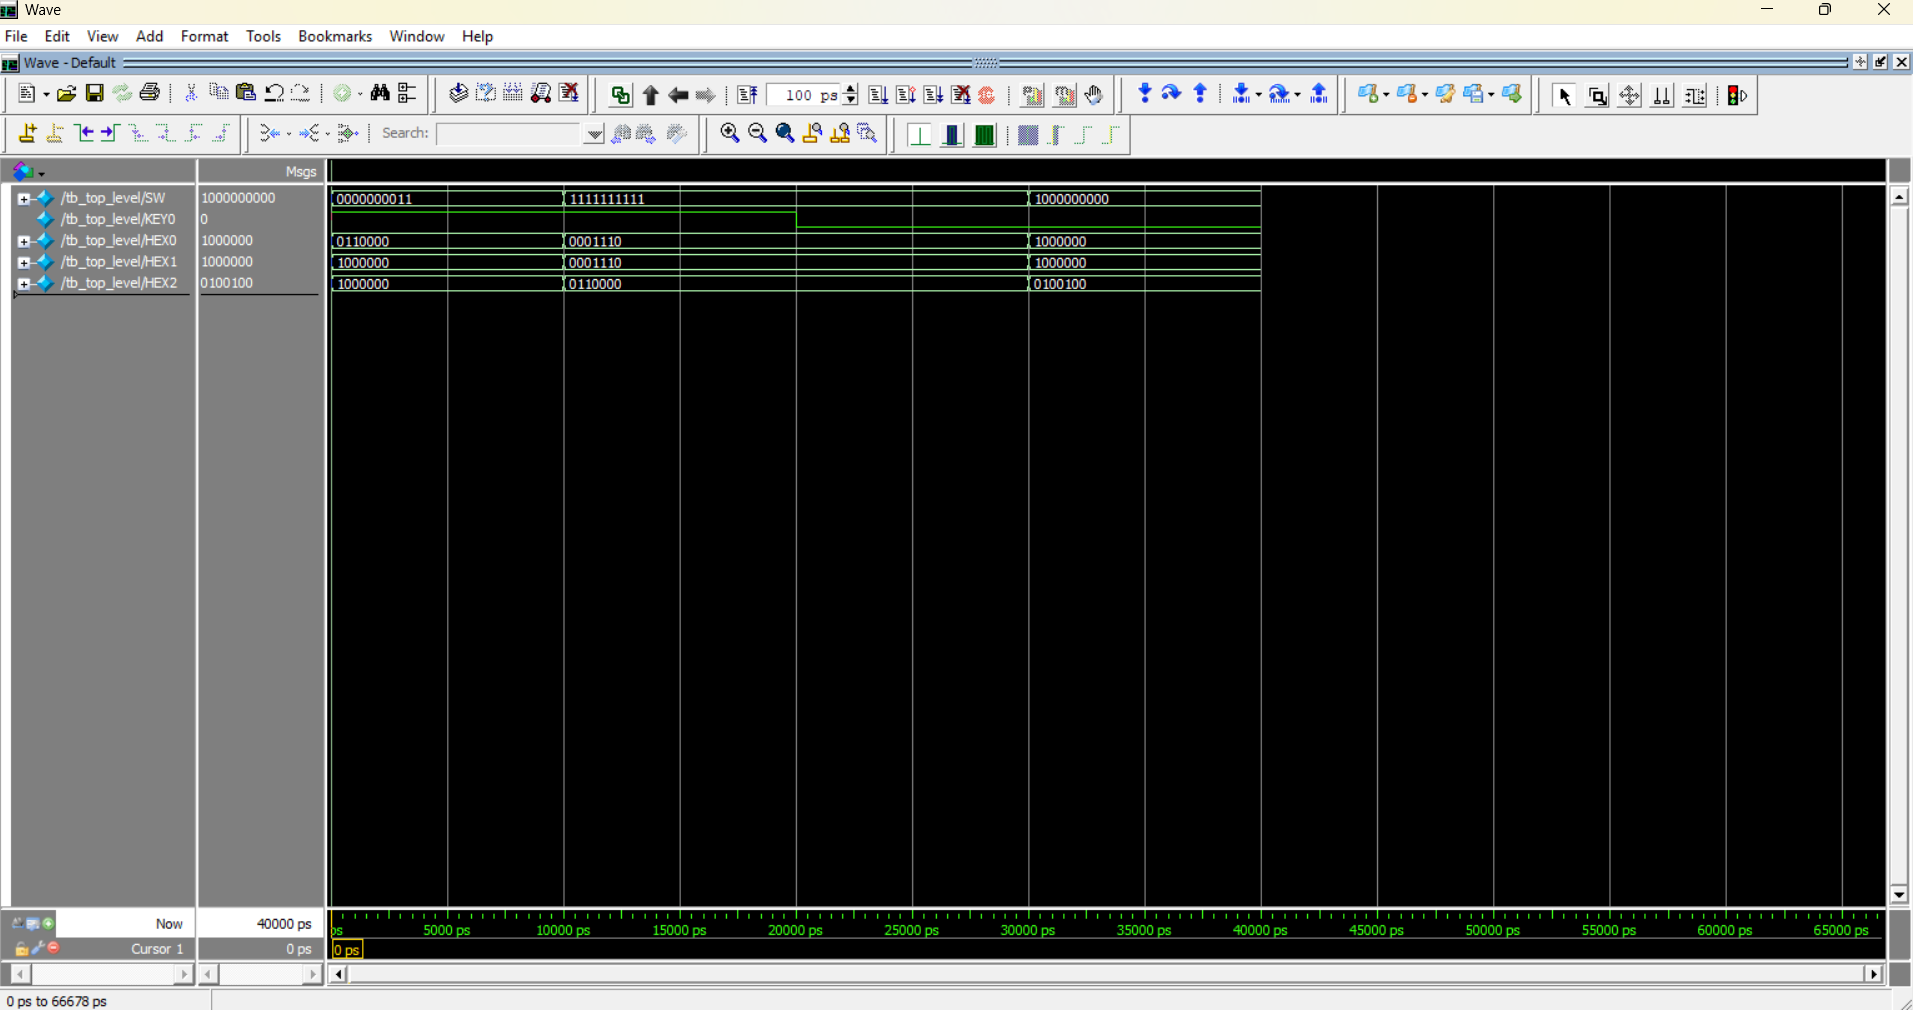 Wave
File Edit View Add Format Tools Bookmarks Window Help
Wave - Default
100 ps
Search:
Msgs
/tb_top_level/SW 1000000000 0000000011 1111111111 1000000000
/tb_top_level/KEY0 0
/tb_top_level/HEX0 1000000 0110000 0001110 1000000
/tb_top_level/HEX1 1000000 1000000 0001110 1000000
/tb_top_level/HEX2 0100100 1000000 0110000 0100100
Now 40000 ps
ps 5000 ps 10000 ps 15000 ps 20000 ps 25000 ps 30000 ps 35000 ps 40000 ps 45000 ps 50000 ps 55000 ps 60000 ps 65000 ps
Cursor 1 0 ps 0 ps
0 ps to 66678 ps